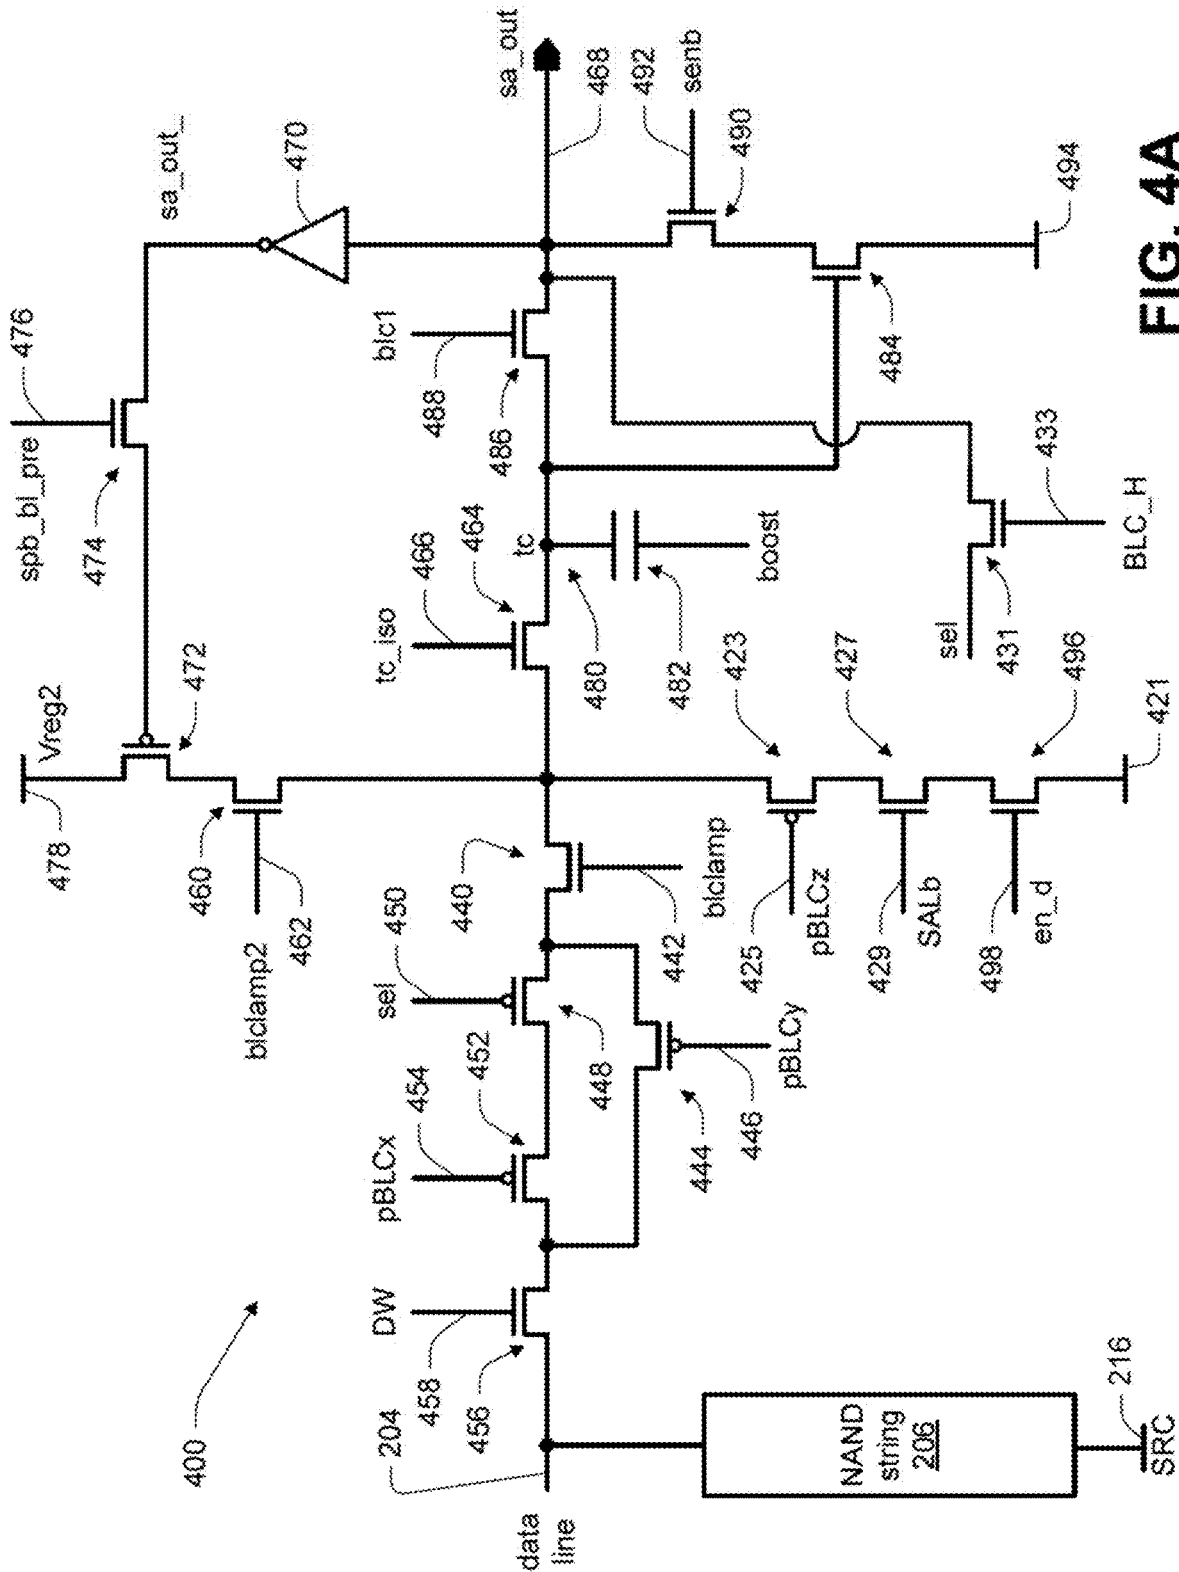 400
data
line
204
NAND
string
206
216
SRC
DW
458
456
pBLCx
454
452
sel
450
448
444
446
pBLCy
440
442
blclamp
blclamp2
462
460
478
Vreg2
472
474
spb_bl_pre
476
sa_out_
470
tc_iso
466
464
tc
480
482
boost
blc1
488
486
sa_out
468
senb
492
490
484
494
423
425
pBLCz
427
429
SALb
496
498
en_d
421
sel
431
433
BLC_H
FIG. 4A